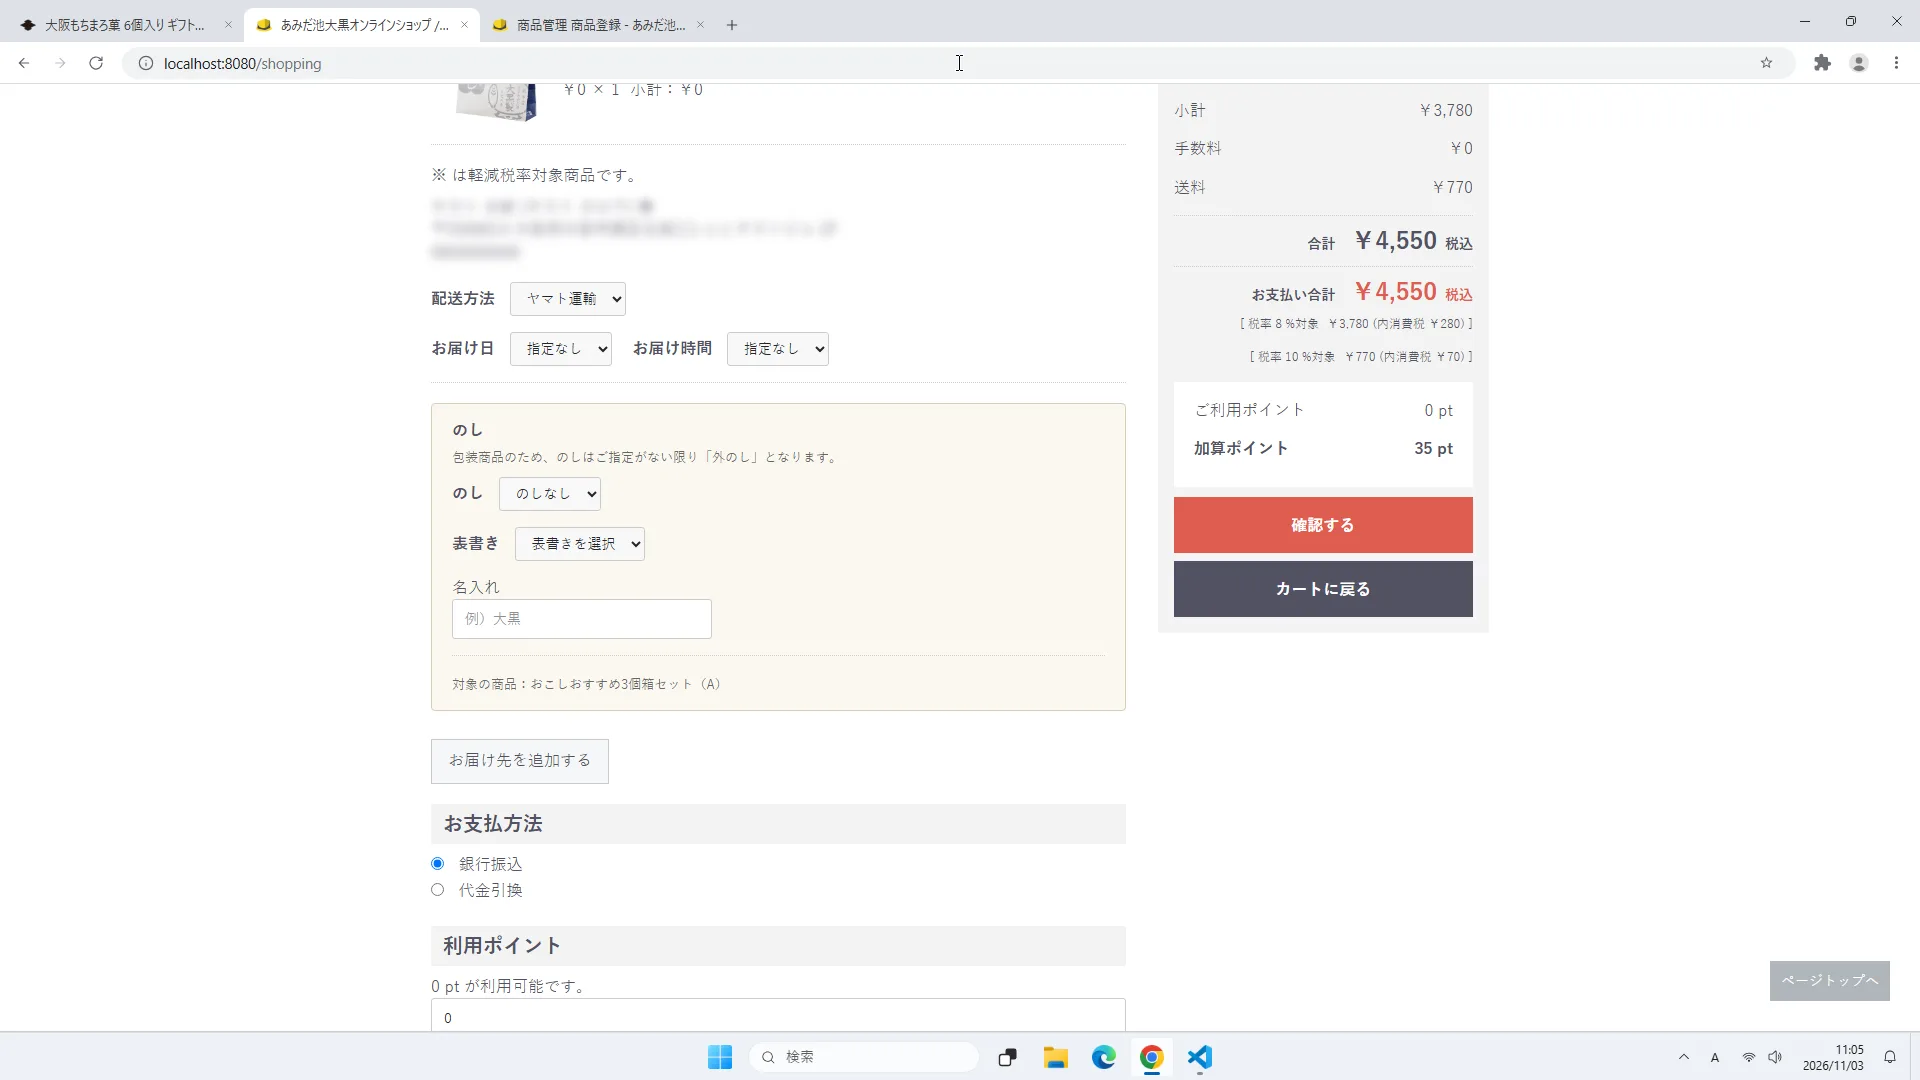 大阪もちまろ菓 6個入り ギフト...
あみだ池大黒オンラインショップ /...
商品管理 商品登録 - あみだ池...
localhost:8080/shopping
￥0 × 1 小計：￥0
※ は軽減税率対象商品です。
配送方法 ヤマト運輸
お届け日 指定なし お届け時間 指定なし
のし
包装商品のため、のしはご指定がない限り「外のし」となります。
のし のしなし
表書き 表書きを選択
名入れ
例）大黒
対象の商品：おこしおすすめ3個箱セット（A）
お届け先を追加する
お支払方法
銀行振込
代金引換
利用ポイント
0 pt が利用可能です。
0
小計 ￥3,780
手数料 ￥0
送料 ￥770
合計 ￥4,550 税込
お支払い合計 ￥4,550 税込
[ 税率 8 %対象 ￥3,780 (内消費税 ￥280) ]
[ 税率 10 %対象 ￥770 (内消費税 ￥70) ]
ご利用ポイント 0 pt
加算ポイント 35 pt
確認する
カートに戻る
ページトップへ
検索
A
11:05
2026/11/03